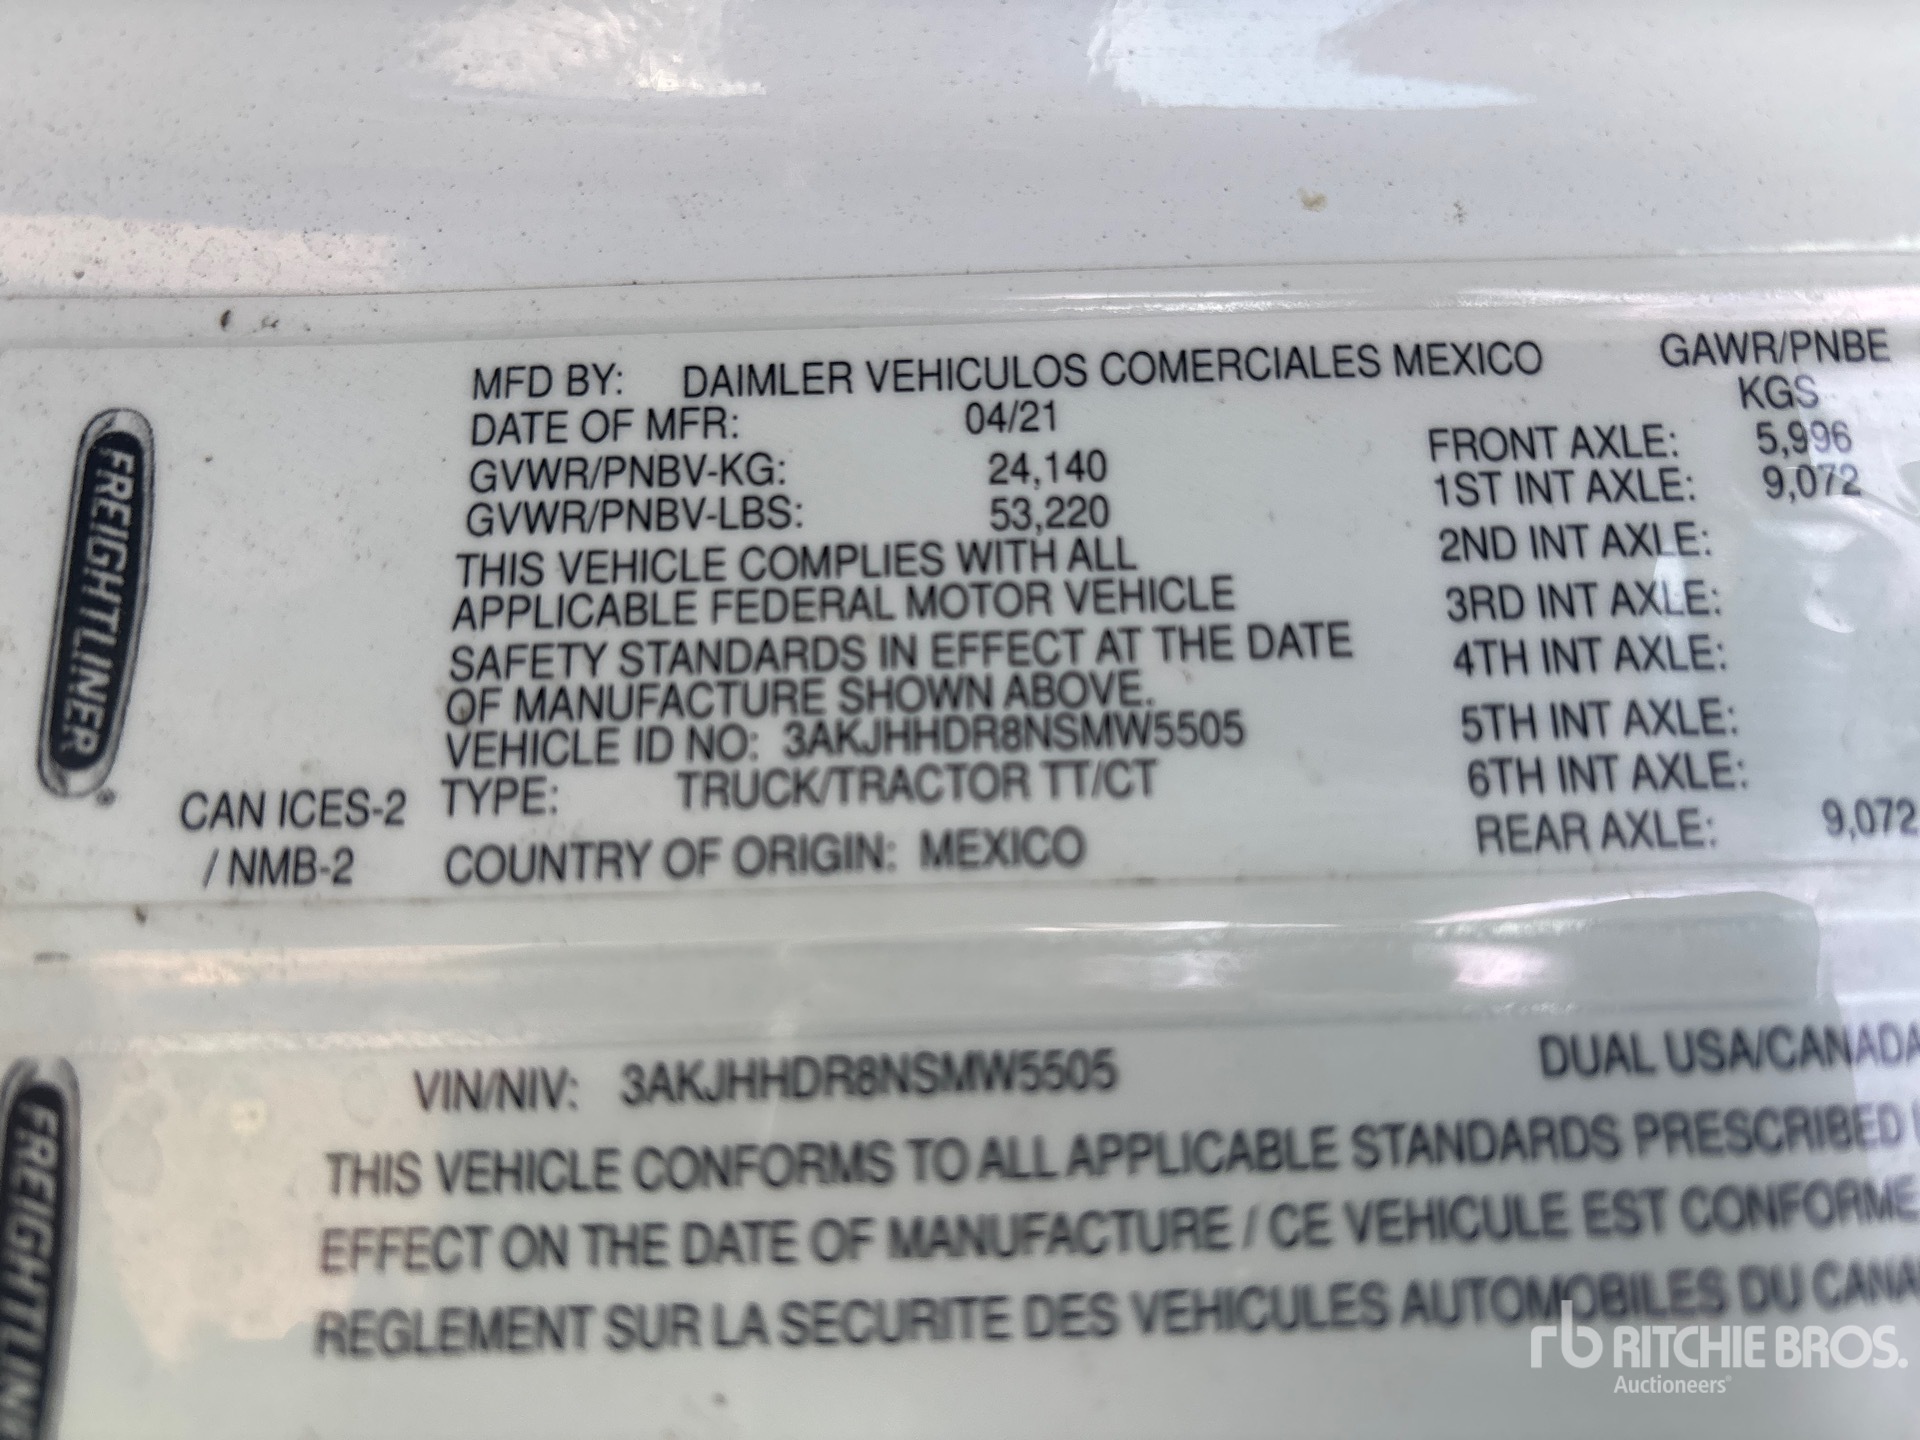 FREIGHTLINER
®
CAN ICES-2
/ NMB-2
MFD BY: DAIMLER VEHICULOS COMERCIALES MEXICO
DATE OF MFR: 04/21
GVWR/PNBV-KG: 24,140
GVWR/PNBV-LBS: 53,220
THIS VEHICLE COMPLIES WITH ALL
APPLICABLE FEDERAL MOTOR VEHICLE
SAFETY STANDARDS IN EFFECT AT THE DATE
OF MANUFACTURE SHOWN ABOVE.
VEHICLE ID NO: 3AKJHHDR8NSMW5505
TYPE: TRUCK/TRACTOR TT/CT
COUNTRY OF ORIGIN: MEXICO
GAWR/PNBE
KGS
FRONT AXLE: 5,996
1ST INT AXLE: 9,072
2ND INT AXLE:
3RD INT AXLE:
4TH INT AXLE:
5TH INT AXLE:
6TH INT AXLE:
REAR AXLE: 9,072
FREIGHTLINE
VIN/NIV: 3AKJHHDR8NSMW5505 DUAL USA/CANADA
THIS VEHICLE CONFORMS TO ALL APPLICABLE STANDARDS PRESCRIBED
EFFECT ON THE DATE OF MANUFACTURE / CE VEHICULE EST CONFORME
REGLEMENT SUR LA SECURITE DES VEHICULES AUTOMOBILES DU CANA
rb RITCHIE BROS.
Auctioneers